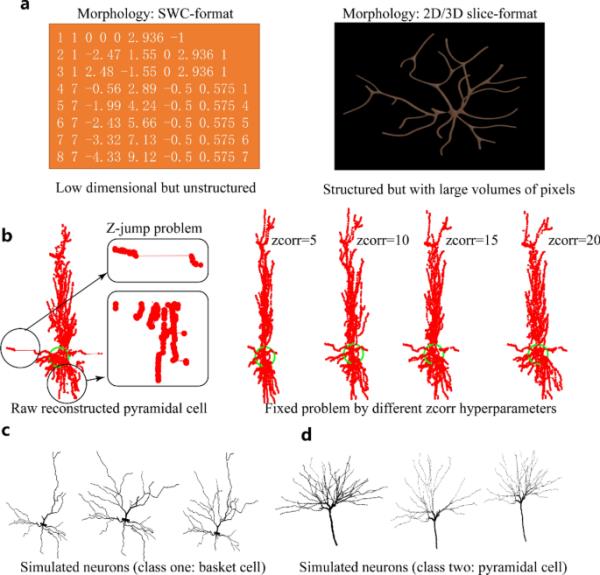 a
Morphology: SWC-format
Morphology: 2D/3D slice-format
1 1 0 0 0 2.936 -1
2 1 -2.47 1.55 0 2.936 1
3 1 2.48 -1.55 0 2.936 1
4 7 -0.56 2.89 -0.5 0.575 1
5 7 -1.99 4.24 -0.5 0.575 4
6 7 -2.43 5.66 -0.5 0.575 5
7 7 -3.32 7.13 -0.5 0.575 6
8 7 -4.33 9.12 -0.5 0.575 7
Low dimensional but unstructured
Structured but with large volumes of pixels
b
Z-jump problem
zcorr=5
zcorr=10
zcorr=15
zcorr=20
Raw reconstructed pyramidal cell
Fixed problem by different zcorr hyperparameters
c
d
Simulated neurons (class one: basket cell)
Simulated neurons (class two: pyramidal cell)